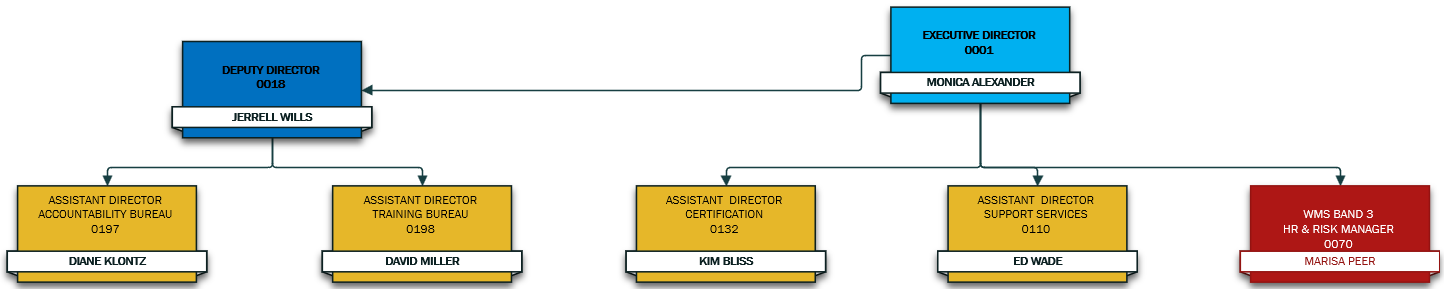 EXECUTIVE DIRECTOR
0001
MONICA ALEXANDER
DEPUTY DIRECTOR
0018
JERRELL WILLS
ASSISTANT DIRECTOR
ACCOUNTABILITY BUREAU
0197
DIANE KLONTZ
ASSISTANT DIRECTOR
TRAINING BUREAU
0198
DAVID MILLER
ASSISTANT DIRECTOR
CERTIFICATION
0132
KIM BLISS
ASSISTANT DIRECTOR
SUPPORT SERVICES
0110
ED WADE
WMS BAND 3
HR & RISK MANAGER
0070
MARISA PEER